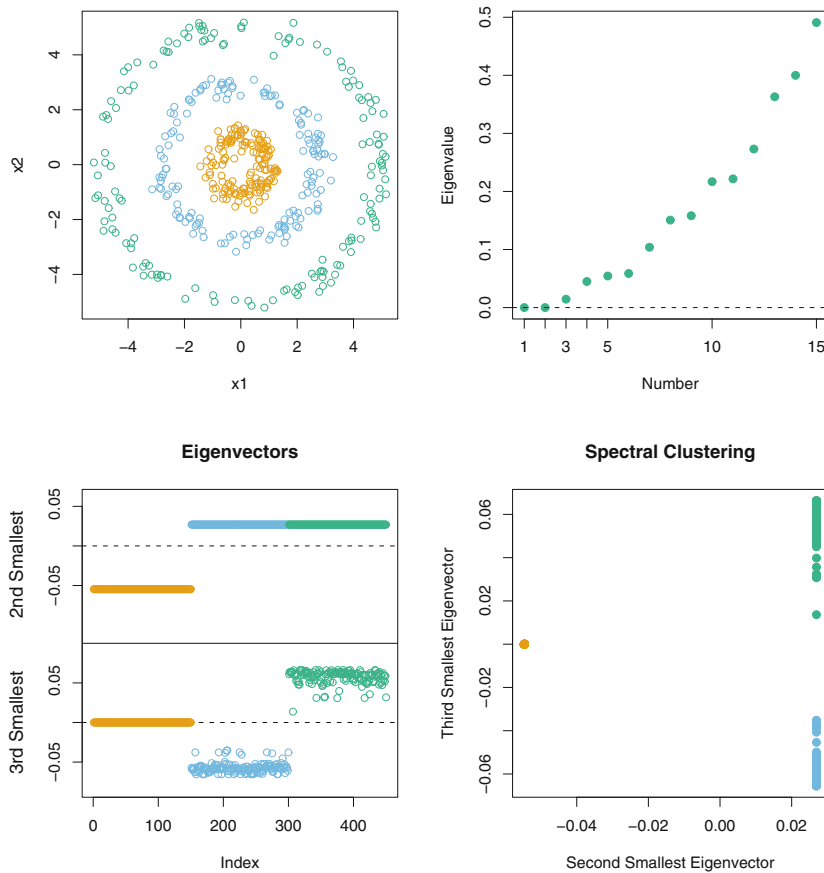 x2
4
2
0
−2
−4
−4 −2 0 2 4
x1
Eigenvalue
0.5
0.4
0.3
0.2
0.1
0.0
1 3 5 10 15
Number
Eigenvectors
2nd Smallest
0.05
−0.05
3rd Smallest
0.05
−0.05
0 100 200 300 400
Index
Spectral Clustering
Third Smallest Eigenvector
0.06
0.02
−0.02
−0.06
−0.04 −0.02 0.00 0.02
Second Smallest Eigenvector